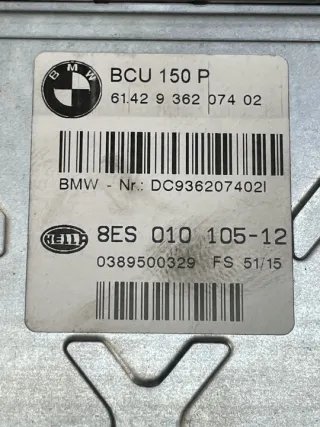 BMW
BCU 150 P
61.42 9 362 074 02
BMW - Nr.: DC936207402I
HELLA
8ES 010 105-12
0389500329 FS 51/15